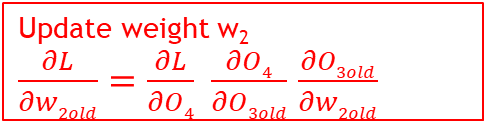 Update weight w₂
∂L/∂w₂ₒₗd = ∂L/∂O₄ ∂O₄/∂O₃ₒₗd ∂O₃ₒₗd/∂w₂ₒₗd